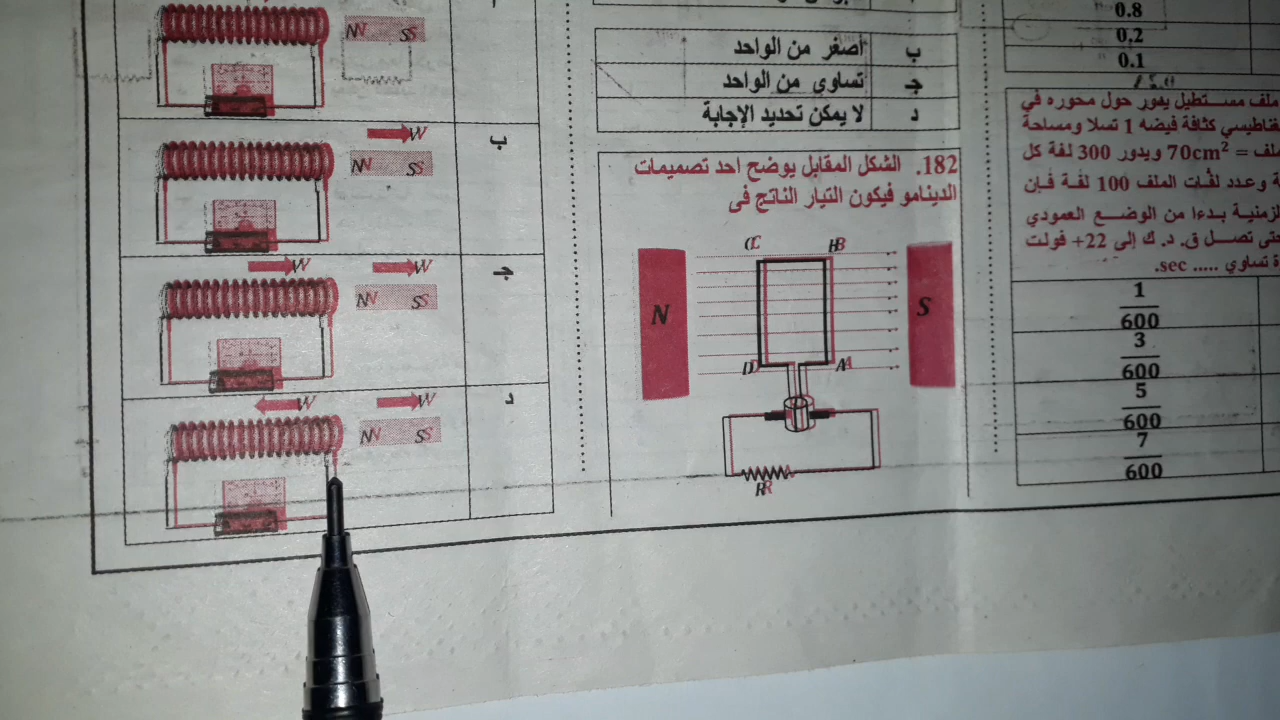 0.8
0.2
0.1
ملف مستطيل يدور حول محوره في
كثافة فيضه 1 تسلا ومساحة
70cm² ويدور 300 لفة كل
وعدد لفات الملف 100 لفة فإن
الزمنية بدءا من الوضع العمودي
حتى تصل ق. د. ك إلى 22+ فولت
تساوي ..... sec.
1/600
3/600
5/600
7/600
ب أصغر من الواحد
جـ تساوي من الواحد
د لا يمكن تحديد الإجابة
182. الشكل المقابل يوضح احد تصميمات
الدينامو فيكون التيار الناتج في
C B
N S
D A
R
N S
ب
V
N S
جـ
V V
N S
د
V V
N S